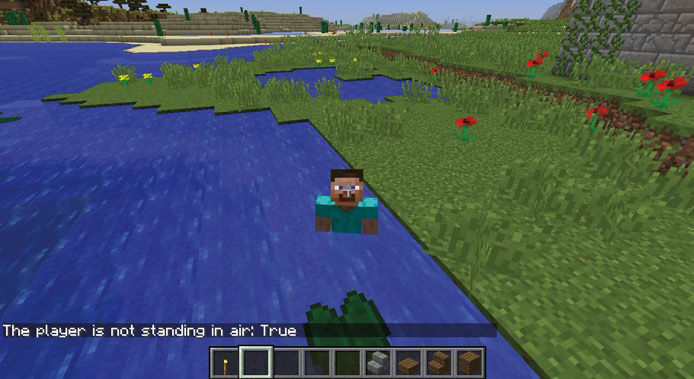 The player is not standing in air: True